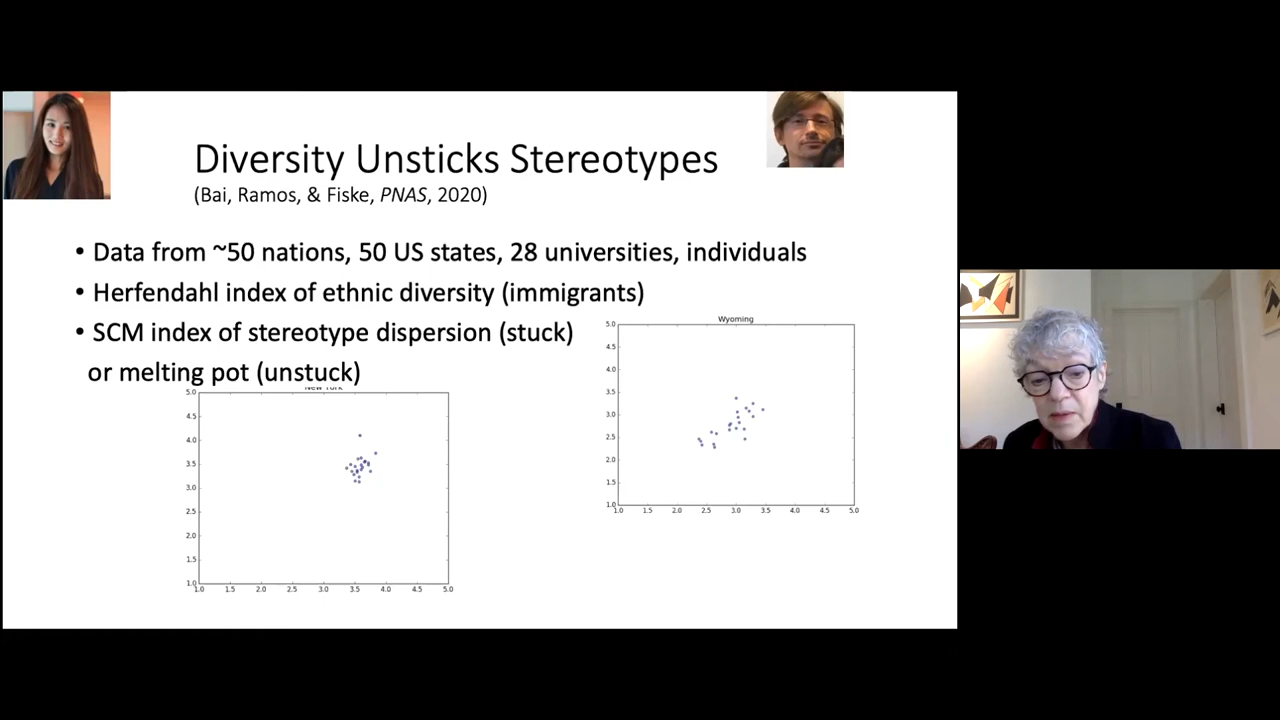 Diversity Unsticks Stereotypes
(Bai, Ramos, & Fiske, PNAS, 2020)
• Data from ~50 nations, 50 US states, 28 universities, individuals
• Herfendahl index of ethnic diversity (immigrants)
• SCM index of stereotype dispersion (stuck)
or melting pot (unstuck)
New York
5.0
4.5
4.0
3.5
3.0
2.5
2.0
1.5
1.0
1.0 1.5 2.0 2.5 3.0 3.5 4.0 4.5 5.0
Wyoming
5.0
4.5
4.0
3.5
3.0
2.5
2.0
1.5
1.0
1.0 1.5 2.0 2.5 3.0 3.5 4.0 4.5 5.0